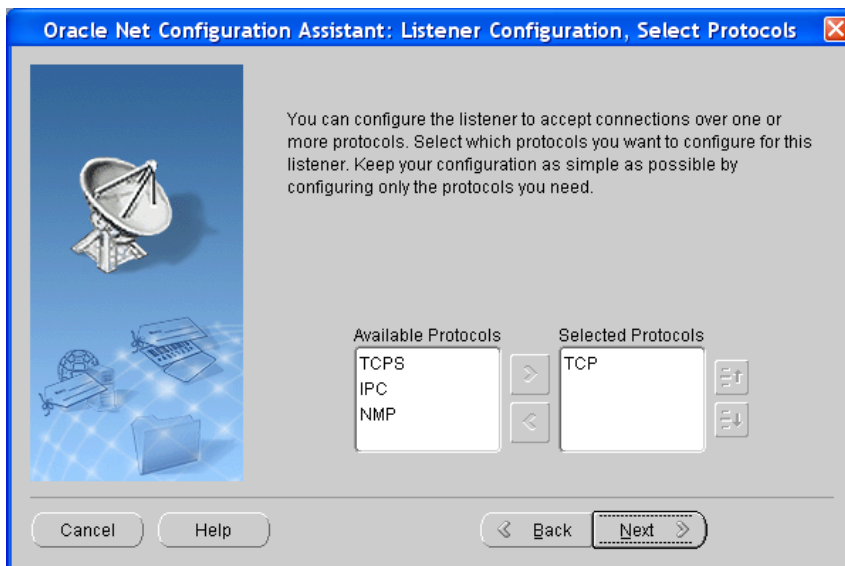 Oracle Net Configuration Assistant: Listener Configuration, Select Protocols
You can configure the listener to accept connections over one or
more protocols. Select which protocols you want to configure for this
listener. Keep your configuration as simple as possible by
configuring only the protocols you need.
Available Protocols Selected Protocols
TCPS TCP
IPC
NMP
Cancel Help Back Next